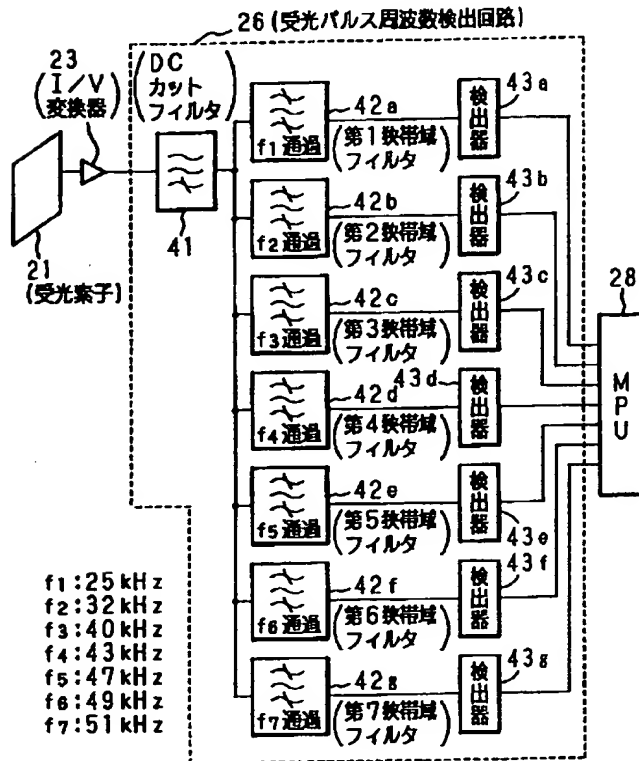 26(受光パルス周波数検出回路)
23
(I/V
変換器)
(DC
カット
フィルタ)
41
21
(受光素子)
f1通過
42a
(第1狭帯域
フィルタ)
43a
検出器
f2通過
42b
(第2狭帯域
フィルタ)
43b
検出器
f3通過
42c
(第3狭帯域
フィルタ)
43c
検出器
f4通過
42d
(第4狭帯域
フィルタ)
43d
検出器
f5通過
42e
(第5狭帯域
フィルタ)
検出器
43e
f6通過
42f
(第6狭帯域
フィルタ)
43f
検出器
f7通過
42g
(第7狭帯域
フィルタ)
43g
検出器
28
MPU
f1:25kHz
f2:32kHz
f3:40kHz
f4:43kHz
f5:47kHz
f6:49kHz
f7:51kHz